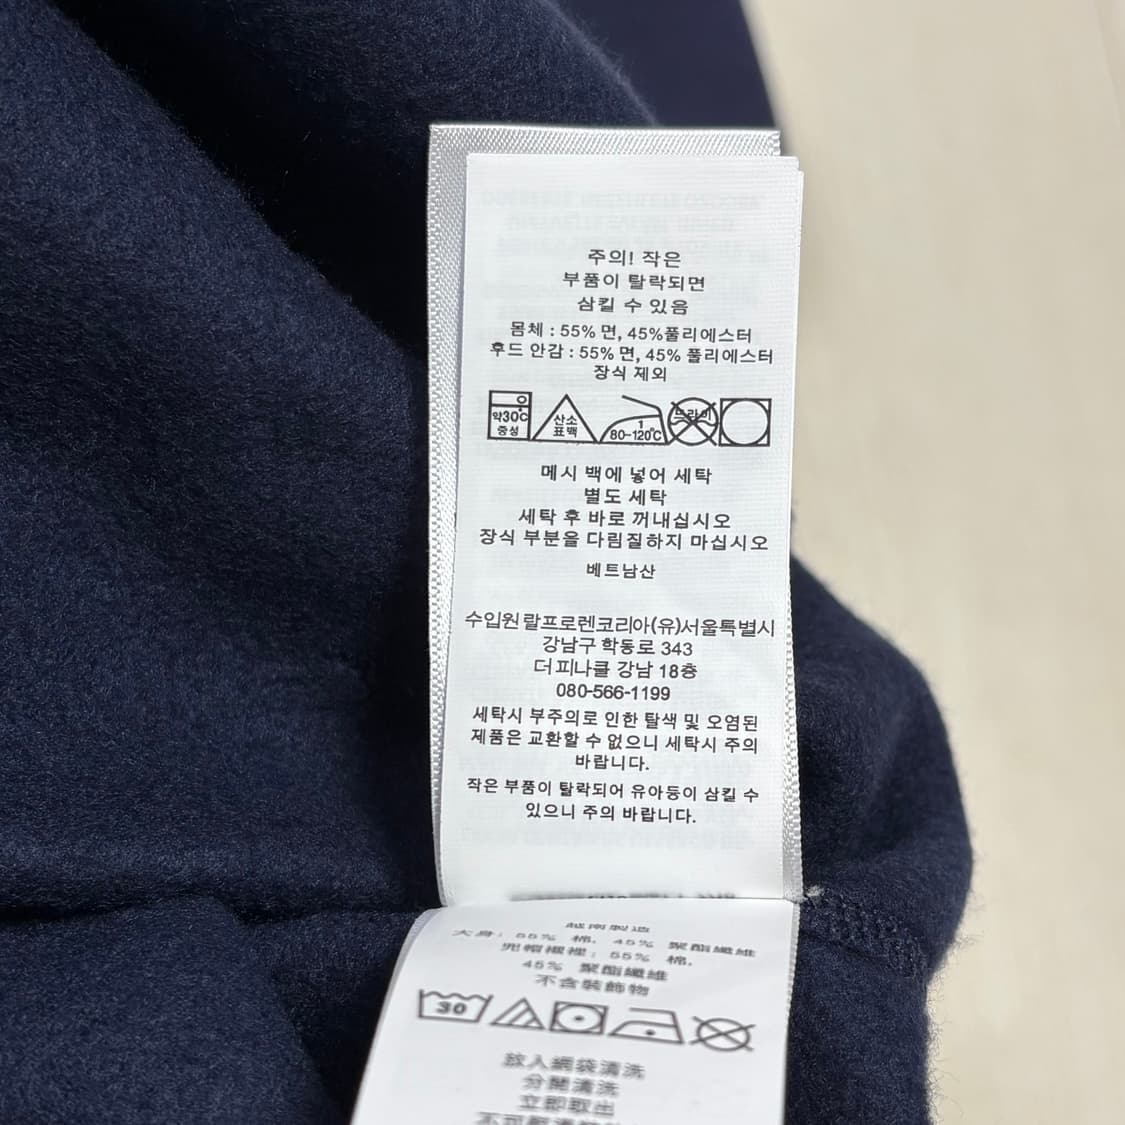 주의! 작은
부품이 탈락되면
삼킬 수 있음
몸체 : 55% 면, 45%폴리에스터
후드 안감 : 55% 면, 45% 폴리에스터
장식 제외
약30C 중성
산소 표백
1 80-120℃
드라이
메시 백에 넣어 세탁
별도 세탁
세탁 후 바로 꺼내십시오
장식 부분을 다림질하지 마십시오
베트남산
수입원 랄프로렌코리아(유)서울특별시
강남구 학동로 343
더 피나클 강남 18층
080-566-1199
세탁시 부주의로 인한 탈색 및 오염된
제품은 교환할 수 없으니 세탁시 주의
바랍니다.
작은 부품이 탈락되어 유아등이 삼킬 수
있으니 주의 바랍니다.
越南製造
大身: 55% 棉, 45% 聚酯纖維
兜帽襯裡: 55% 棉,
45% 聚酯纖維
不含裝飾物
30
放入網袋清洗
分開清洗
立即取出